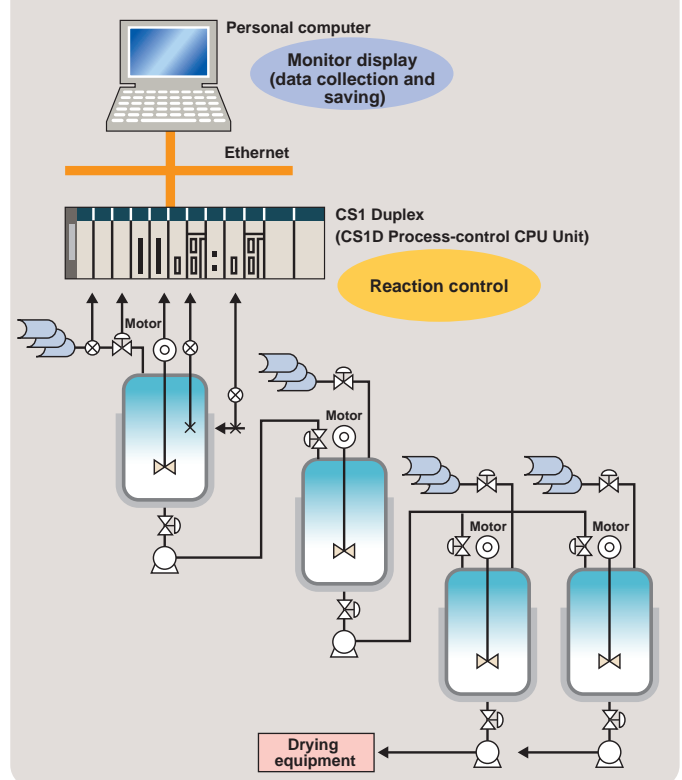 Personal computer
Monitor display
(data collection and
saving)
Ethernet
CS1 Duplex
(CS1D Process-control CPU Unit)
Reaction control
Motor
Motor
Motor
Motor
Drying
equipment